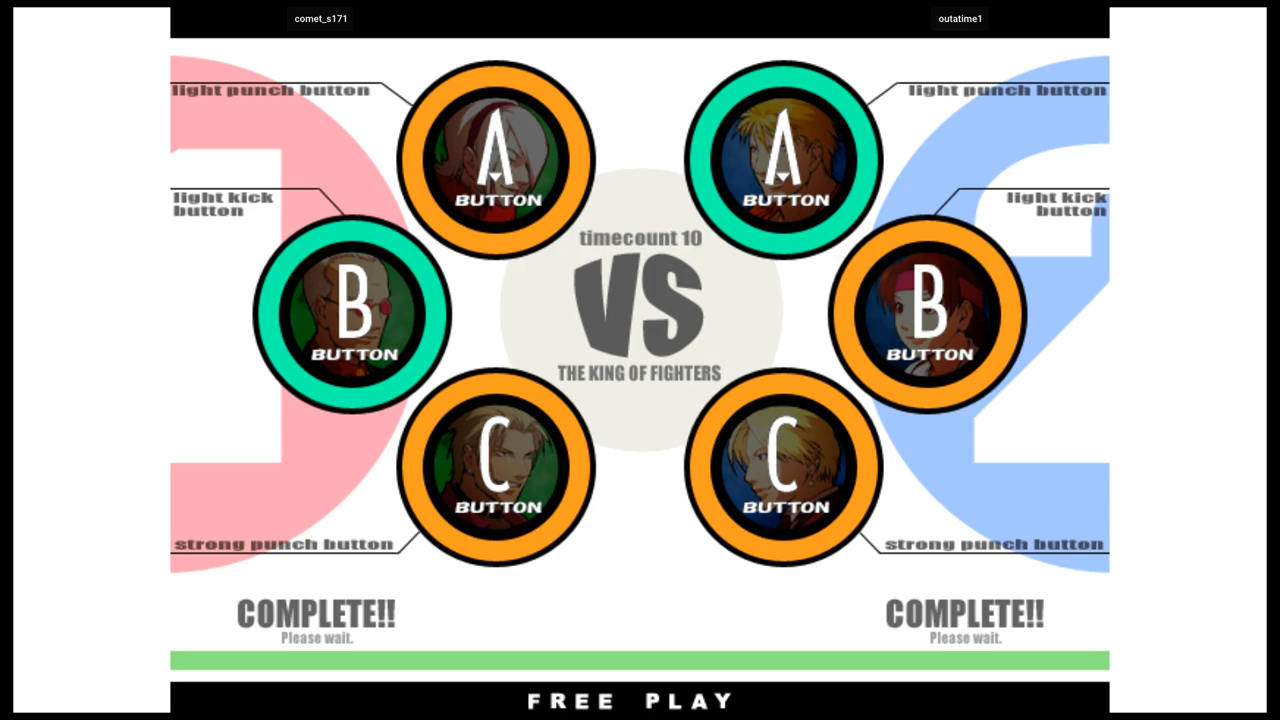 comet_s171
outatime1
light punch button
A
BUTTON
A
BUTTON
light punch button
light kick
button
B
BUTTON
timecount 10
VS
THE KING OF FIGHTERS
light kick
button
B
BUTTON
C
BUTTON
C
BUTTON
strong punch button
strong punch button
COMPLETE!!
Please wait.
COMPLETE!!
Please wait.
FREE PLAY